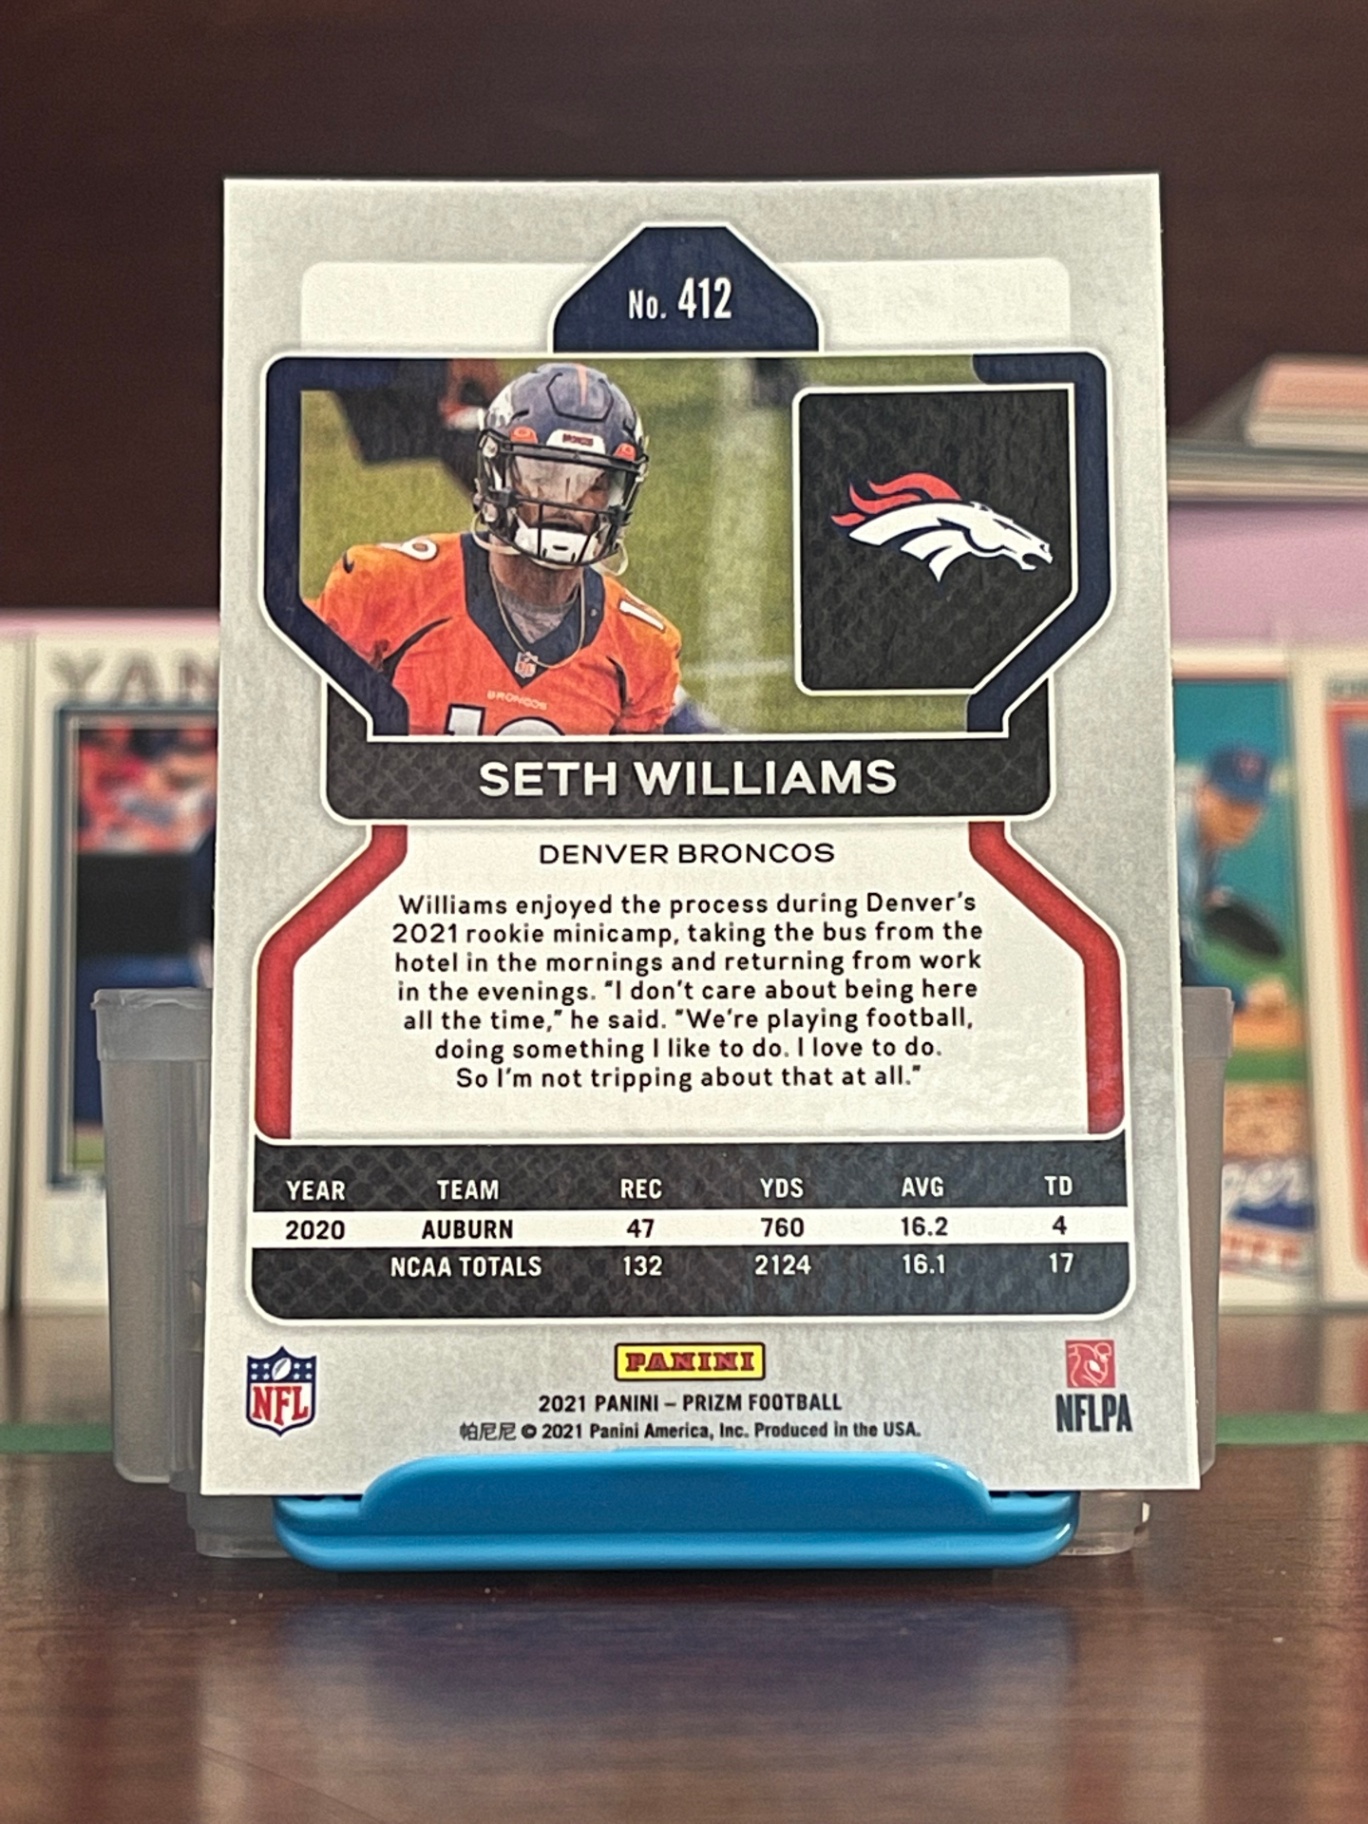 No. 412
BRONCOS
19
BRONCOS
SETH WILLIAMS
DENVER BRONCOS
Williams enjoyed the process during Denver's
2021 rookie minicamp, taking the bus from the
hotel in the mornings and returning from work
in the evenings. "I don't care about being here
all the time," he said. "We're playing football,
doing something I like to do. I love to do.
So I'm not tripping about that at all."
YEAR TEAM REC YDS AVG TD
2020 AUBURN 47 760 16.2 4
NCAA TOTALS 132 2124 16.1 17
NFL
PANINI
NFLPA
2021 PANINI – PRIZM FOOTBALL
帕尼尼 © 2021 Panini America, Inc. Produced in the USA.
YAN